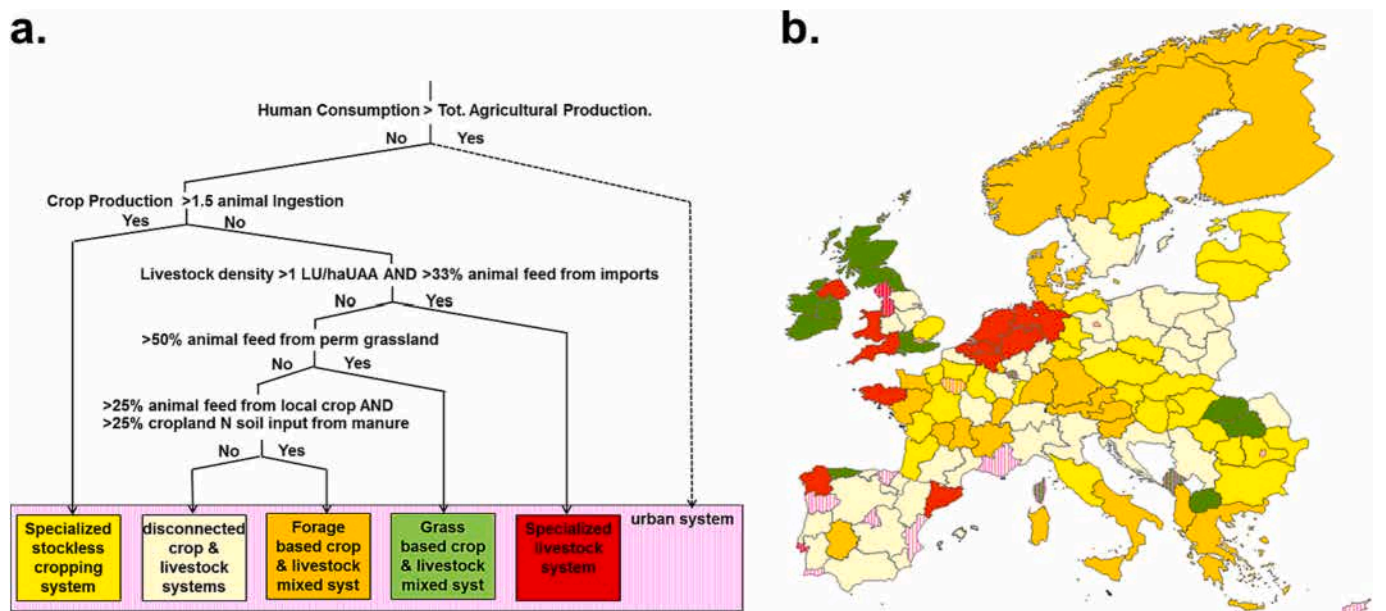 a.
b.
Human Consumption > Tot. Agricultural Production.
No Yes
Crop Production >1.5 animal Ingestion
Yes No
Livestock density >1 LU/haUAA AND >33% animal feed from imports
No Yes
>50% animal feed from perm grassland
No Yes
>25% animal feed from local crop AND
>25% cropland N soil input from manure
No Yes
Specialized
stockless
cropping
system
disconnected
crop &
livestock
systems
Forage
based crop
& livestock
mixed syst
Grass
based crop
& livestock
mixed syst
Specialized
livestock
system
urban system